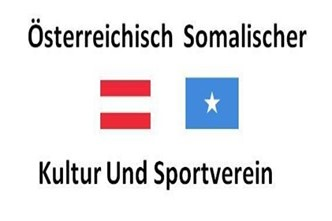 Österreichisch Somalischer
Kultur Und Sportverein